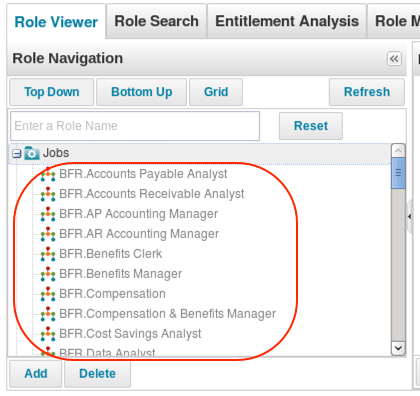 Role Viewer Role Search Entitlement Analysis Role M
Role Navigation
Top Down Bottom Up Grid Refresh
Enter a Role Name Reset
Jobs
BFR.Accounts Payable Analyst
BFR.Accounts Receivable Analyst
BFR.AP Accounting Manager
BFR.AR Accounting Manager
BFR.Benefits Clerk
BFR.Benefits Manager
BFR.Compensation
BFR.Compensation & Benefits Manager
BFR.Cost Savings Analyst
BFR.Data Analyst
Add Delete